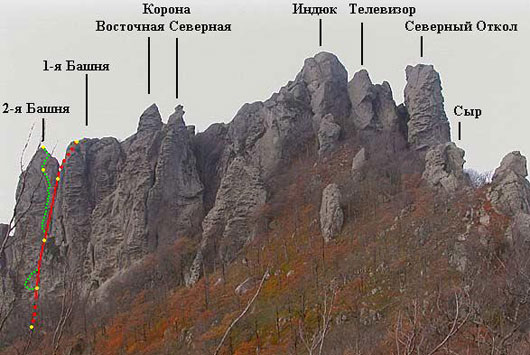 Корона
Индюк
Телевизор
Восточная Северная
Северный Откол
1-я Башня
2-я Башня
Сыр